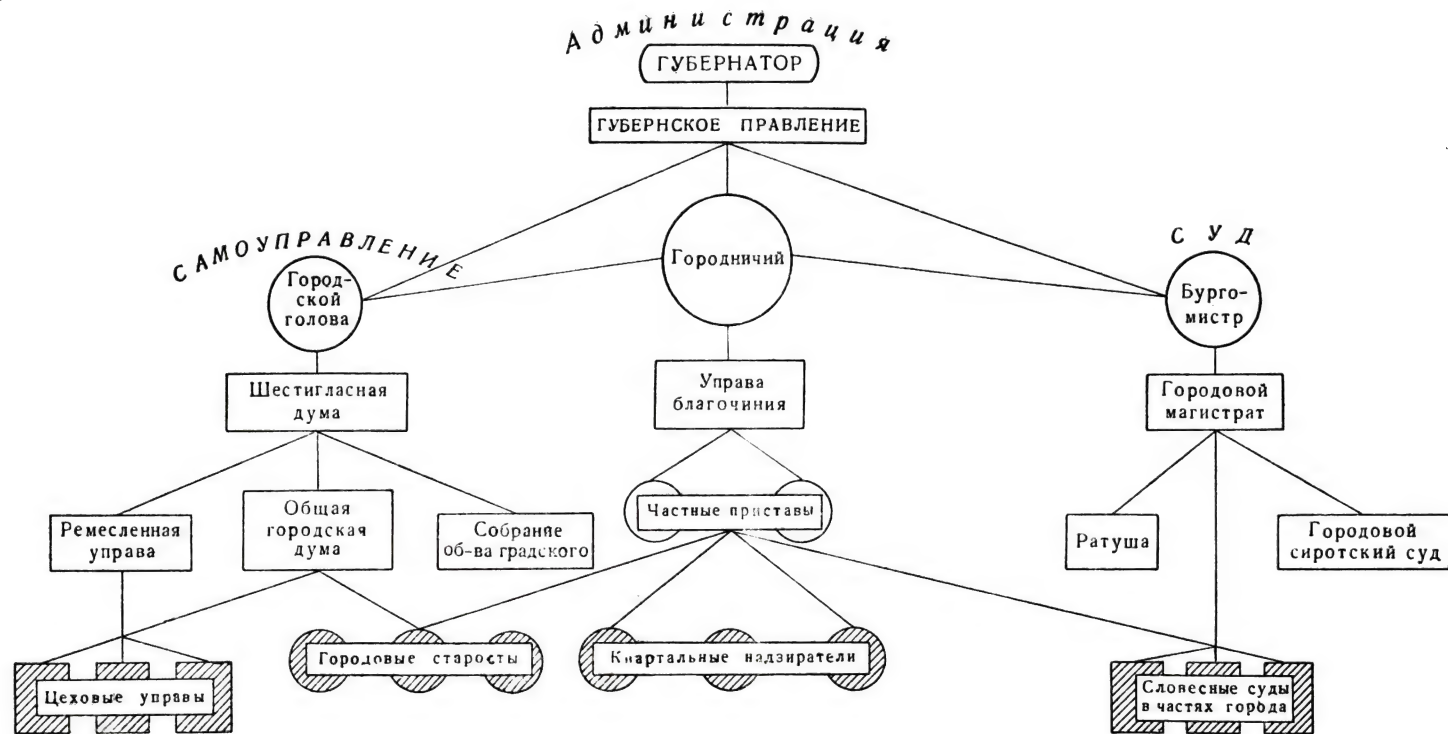 Администрация
ГУБЕРНАТОР
ГУБЕРНСКОЕ ПРАВЛЕНИЕ
САМОУПРАВЛЕНИЕ
Город-
ской
голова
Городничий
СУД
Бурго-
мистр
Шестигласная
дума
Управа
благочиния
Городовой
магистрат
Ремесленная
управа
Общая
городская
дума
Собрание
об-ва градского
Частные приставы
Ратуша
Городовой
сиротский суд
Цеховые управы
Городовые старосты
Квартальные надзиратели
Словесные суды
в частях города